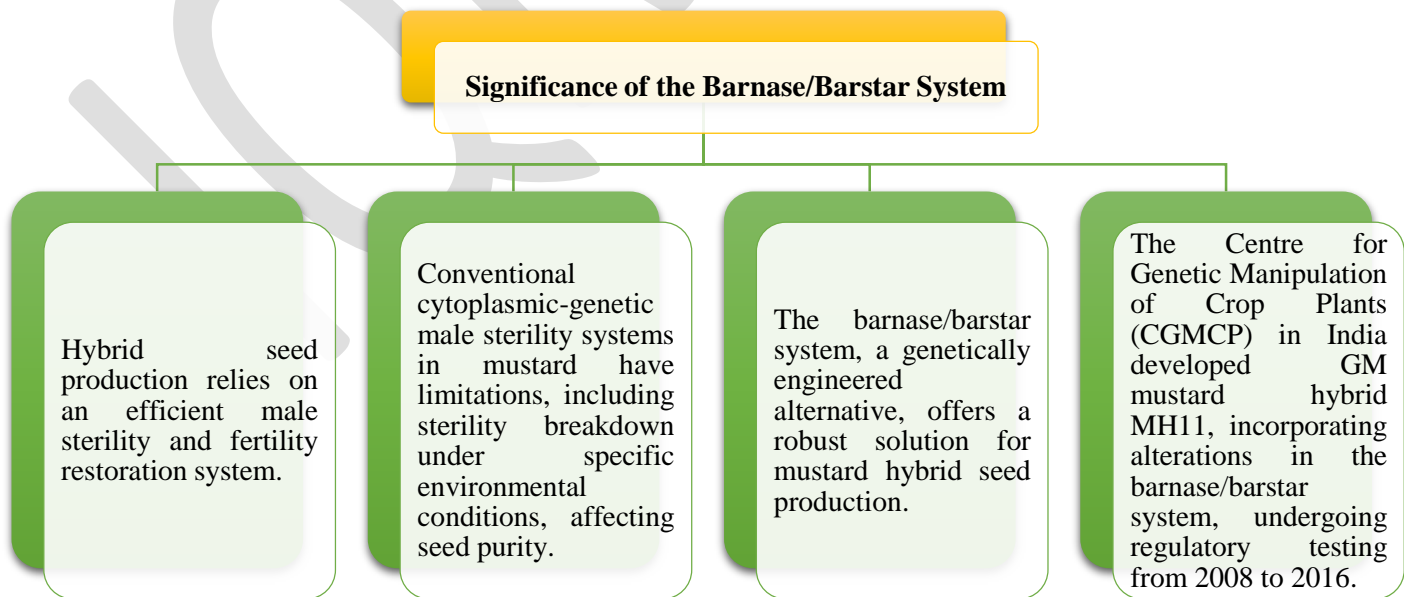 Significance of the Barnase/Barstar System
Hybrid seed
production relies on
an efficient male
sterility and fertility
restoration system.
Conventional
cytoplasmic-genetic
male sterility systems
in mustard have
limitations, including
sterility breakdown
under specific
environmental
conditions, affecting
seed purity.
The barnase/barstar
system, a genetically
engineered
alternative, offers a
robust solution for
mustard hybrid seed
production.
The Centre for
Genetic Manipulation
of Crop Plants
(CGMCP) in India
developed GM
mustard hybrid
MH11, incorporating
alterations in the
barnase/barstar
system, undergoing
regulatory testing
from 2008 to 2016.